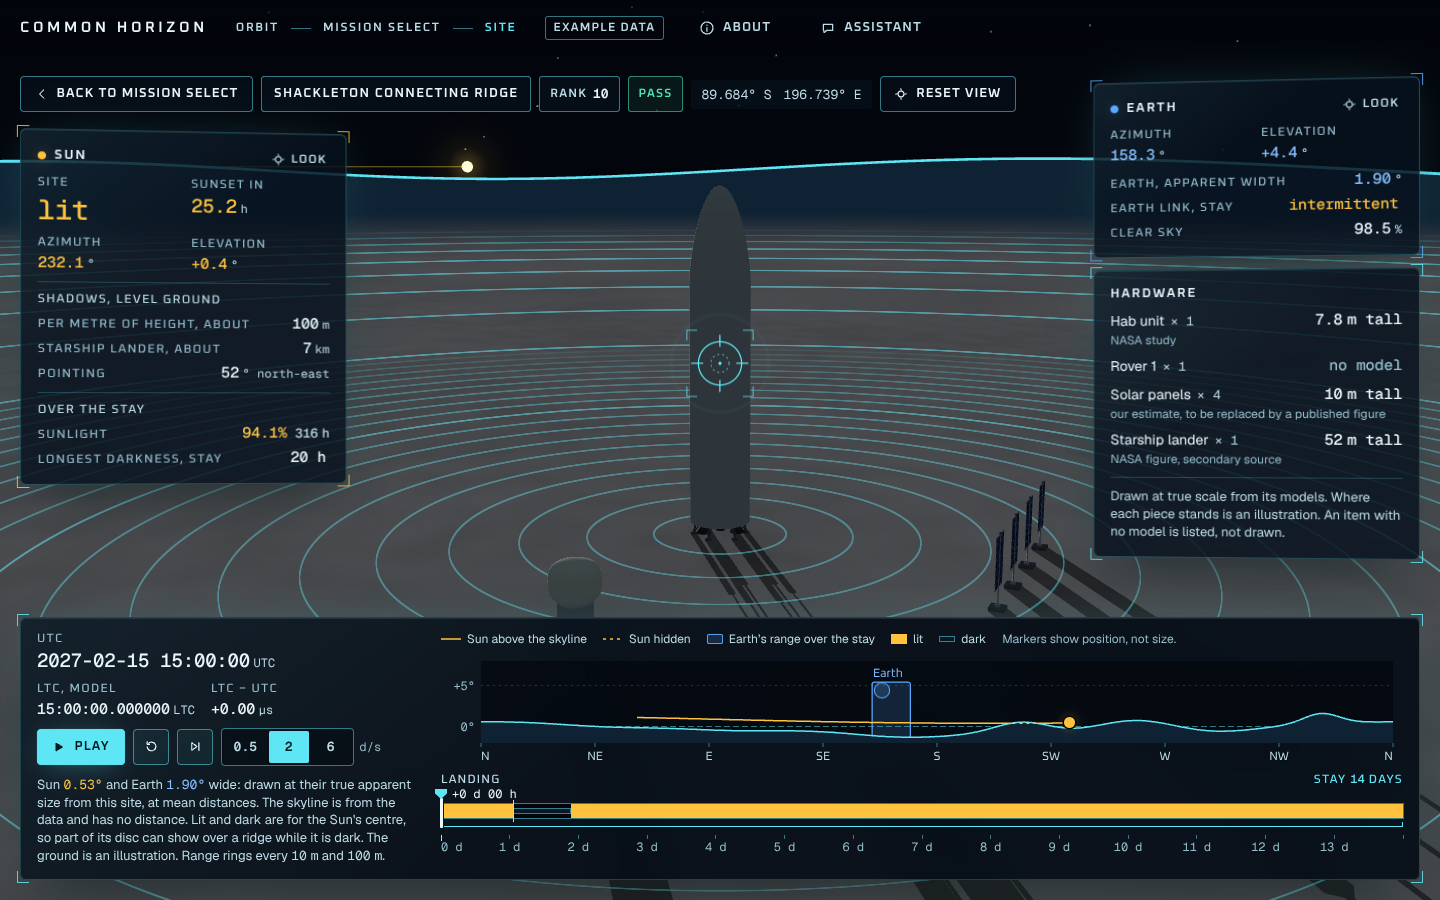 COMMON HORIZON
ORBIT
MISSION SELECT
SITE
EXAMPLE DATA
ABOUT
ASSISTANT
BACK TO MISSION SELECT
SHACKLETON CONNECTING RIDGE
RANK 10
PASS
89.684° S 196.739° E
RESET VIEW
SUN
LOOK
SITE
SUNSET IN
lit
25.2 h
AZIMUTH
ELEVATION
232.1 °
+0.4 °
SHADOWS, LEVEL GROUND
PER METRE OF HEIGHT, ABOUT 100 m
STARSHIP LANDER, ABOUT 7 km
POINTING 52 ° north-east
OVER THE STAY
SUNLIGHT 94.1% 316 h
LONGEST DARKNESS, STAY 20 h
EARTH
LOOK
AZIMUTH
ELEVATION
158.3 °
+4.4 °
EARTH, APPARENT WIDTH 1.90 °
EARTH LINK, STAY intermittent
CLEAR SKY 98.5 %
HARDWARE
Hab unit × 1 7.8 m tall
NASA study
Rover 1 × 1 no model
Solar panels × 4 10 m tall
our estimate, to be replaced by a published figure
Starship lander × 1 52 m tall
NASA figure, secondary source
Drawn at true scale from its models. Where
each piece stands is an illustration. An item with
no model is listed, not drawn.
UTC
2027-02-15 15:00:00 UTC
LTC, MODEL
LTC − UTC
15:00:00.000000 LTC
+0.00 µs
PLAY
0.5 2 6 d/s
Sun 0.53° and Earth 1.90° wide: drawn at their true apparent
size from this site, at mean distances. The skyline is from the
data and has no distance. Lit and dark are for the Sun's centre,
so part of its disc can show over a ridge while it is dark. The
ground is an illustration. Range rings every 10 m and 100 m.
Sun above the skyline
Sun hidden
Earth's range over the stay
lit
dark
Markers show position, not size.
Earth
+5°
0°
N NE E SE S SW W NW N
LANDING
STAY 14 DAYS
+0 d 00 h
0 d 1 d 2 d 3 d 4 d 5 d 6 d 7 d 8 d 9 d 10 d 11 d 12 d 13 d